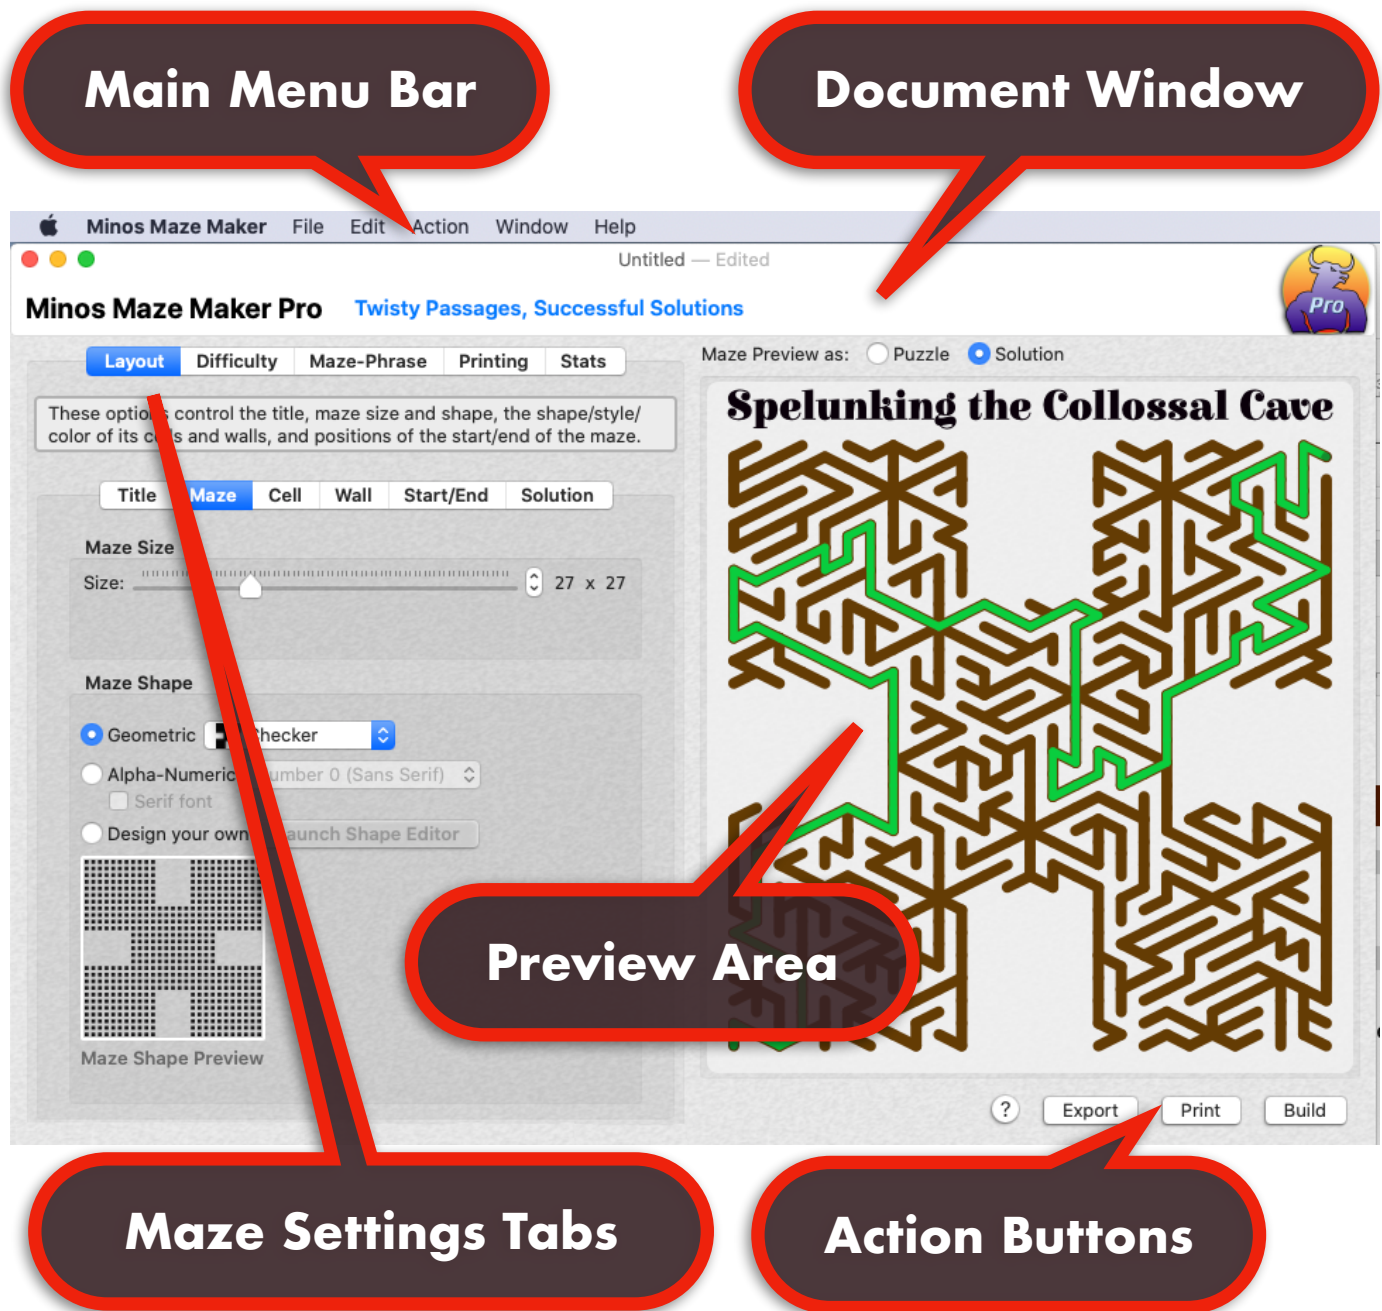 Main Menu Bar
Document Window
Minos Maze Maker File Edit Action Window Help
Untitled — Edited
Minos Maze Maker Pro Twisty Passages, Successful Solutions
Pro
Layout Difficulty Maze-Phrase Printing Stats
Maze Preview as: Puzzle Solution
These options control the title, maze size and shape, the shape/style/
color of its cells and walls, and positions of the start/end of the maze.
Spelunking the Collossal Cave
Title Maze Cell Wall Start/End Solution
Maze Size
Size: 27 x 27
Maze Shape
Geometric Checker
Alpha-Numeric Number 0 (Sans Serif)
Serif font
Design your own Launch Shape Editor
Preview Area
Maze Shape Preview
? Export Print Build
Maze Settings Tabs
Action Buttons